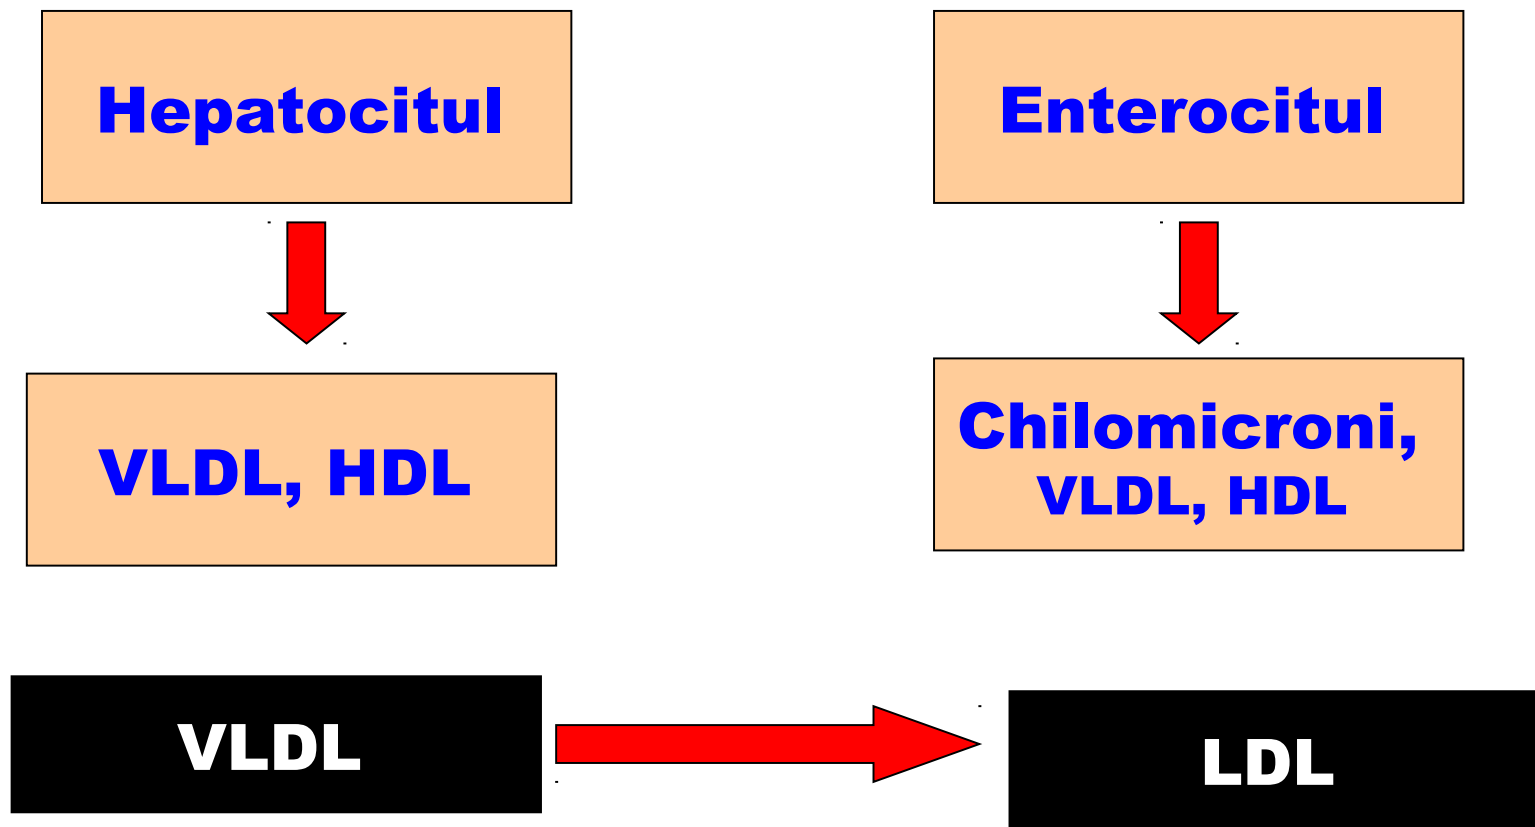 Hepatocitul
Enterocitul
VLDL, HDL
Chilomicroni,
VLDL, HDL
VLDL
LDL